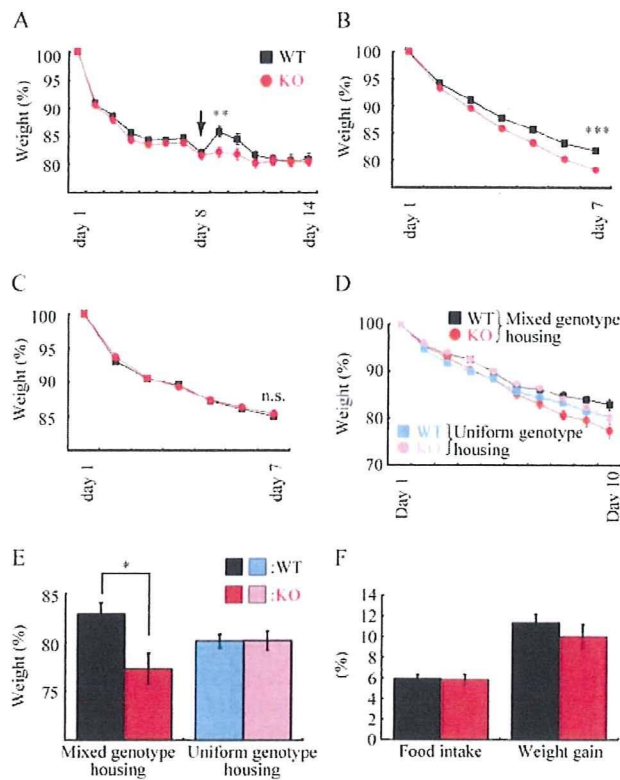 A
100
95
90
85
80
Weight (%)
WT
KO
**
day 1
day 8
day 14
B
100
95
90
85
80
Weight (%)
***
day 1
day 7
C
100
95
90
85
Weight (%)
n.s.
day 1
day 7
D
100
90
80
70
Weight (%)
WT
KO
Mixed genotype
housing
WT
KO
Uniform genotype
housing
Day 1
Day 10
E
85
80
75
Weight (%)
*
:WT
:KO
Mixed genotype
housing
Uniform genotype
housing
F
14
12
10
8
6
4
2
0
(%)
Food intake
Weight gain